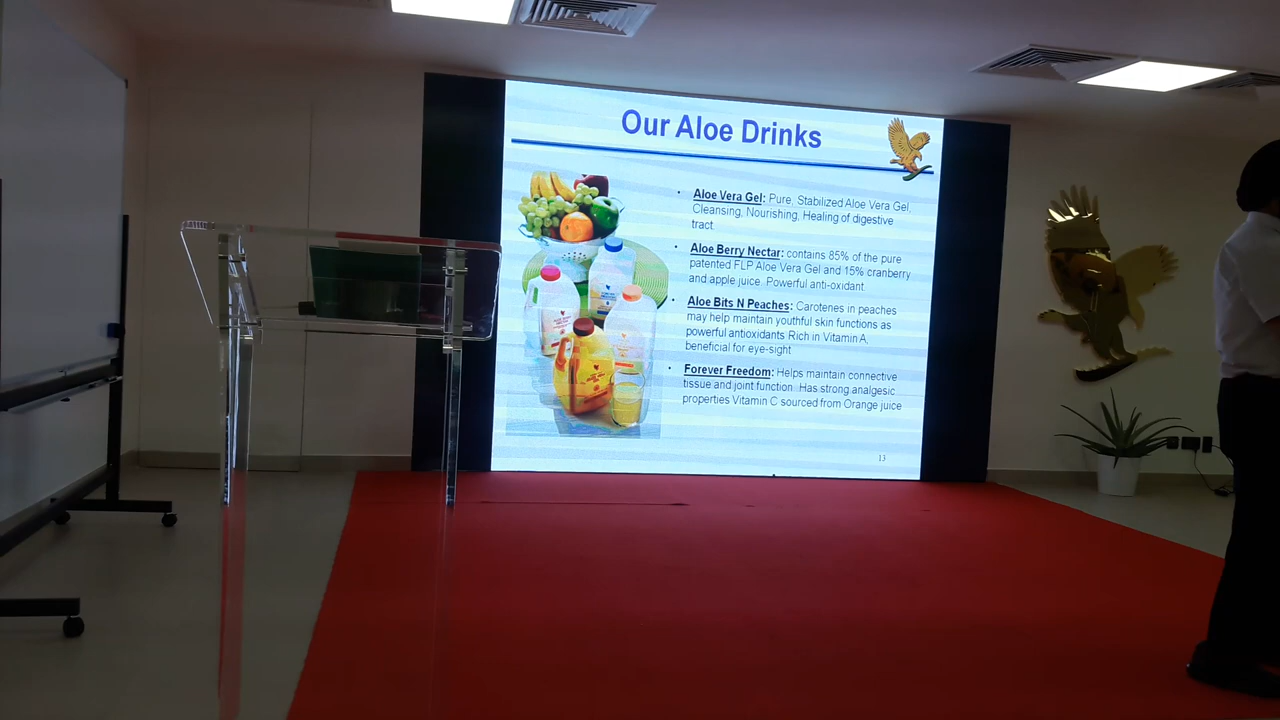 Our Aloe Drinks
Aloe Vera Gel: Pure, Stabilized Aloe Vera Gel,
Cleansing, Nourishing, Healing of digestive
tract.
Aloe Berry Nectar: contains 85% of the pure
patented FLP Aloe Vera Gel and 15% cranberry
and apple juice. Powerful anti-oxidant.
Aloe Bits N Peaches: Carotenes in peaches
may help maintain youthful skin functions as
powerful antioxidants Rich in Vitamin A,
beneficial for eye-sight
Forever Freedom: Helps maintain connective
tissue and joint function Has strong analgesic
properties Vitamin C sourced from Orange juice
13